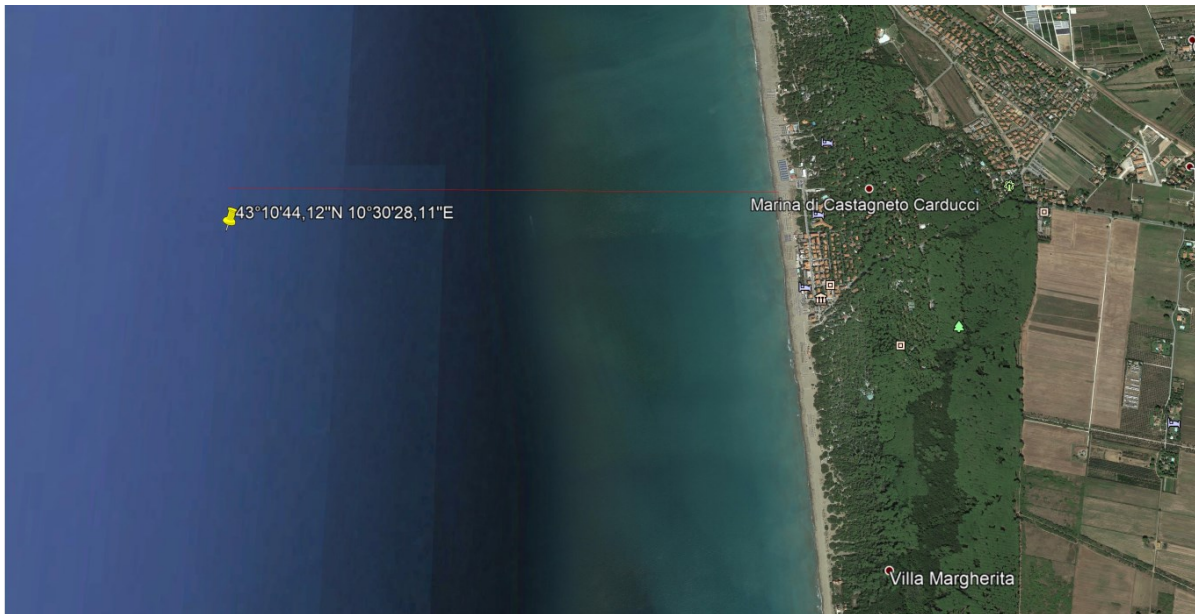 43°10'44,12"N 10°30'28,11"E
Marina di Castagneto Carducci
Villa Margherita